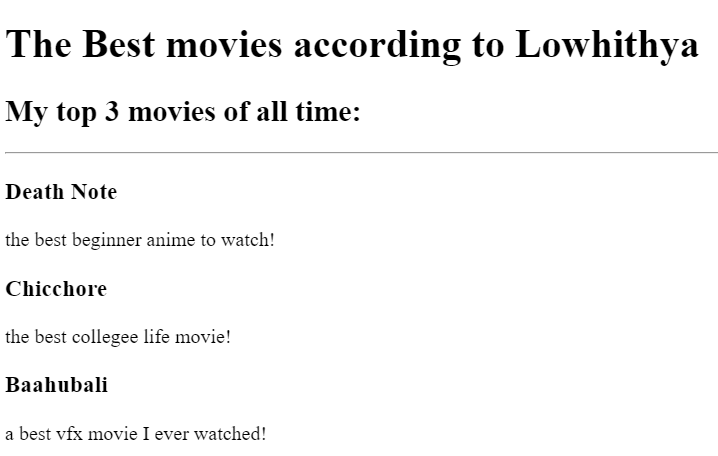 The Best movies according to Lowhithya
My top 3 movies of all time:
Death Note
the best beginner anime to watch!
Chicchore
the best collegee life movie!
Baahubali
a best vfx movie I ever watched!